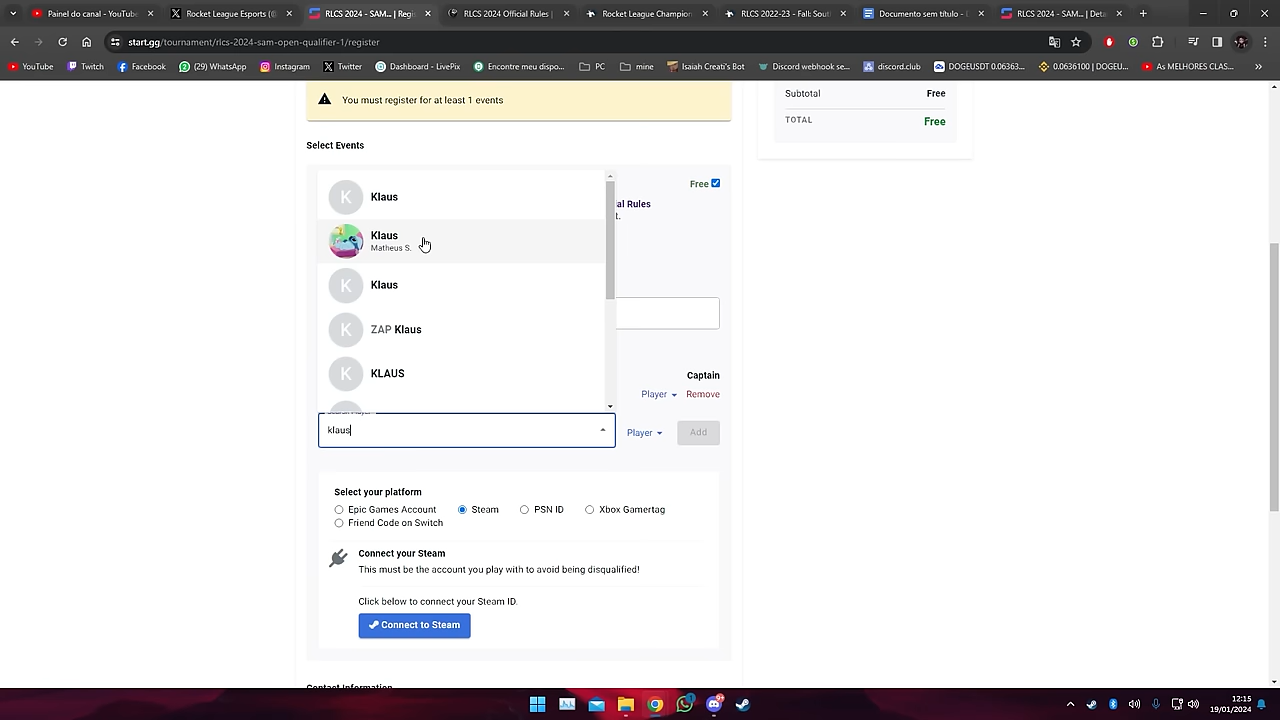 Painel do canal - YouTube
Rocket League Esports (
RLCS 2024 - SAM... | Regi
RLCS 2024 Official Rules |
Rocket League Champion
RLCS 2022-23 - Fall: Sout
Documento sem título -
RLCS 2024 - SAM... | Deta
start.gg/tournament/rlcs-2024-sam-open-qualifier-1/register
YouTube
Twitch
Facebook
(29) WhatsApp
Instagram
Twitter
Dashboard - LivePix
Encontre meu dispo...
PC
mine
Isaiah Creati's Bot
Discord webhook se...
discord.club
DOGEUSDT 0.06363...
0.0636100 | DOGEU...
As MELHORES CLAS...
You must register for at least 1 events
Subtotal Free
TOTAL Free
Select Events
K Klaus
Free
al Rules
t.
Klaus
Matheus S.
K Klaus
K ZAP Klaus
K KLAUS
Captain
Player Remove
klaus
Player Add
Select your platform
Epic Games Account Steam PSN ID Xbox Gamertag
Friend Code on Switch
Connect your Steam
This must be the account you play with to avoid being disqualified!
Click below to connect your Steam ID.
Connect to Steam
Contact Information
12:15
19/01/2024